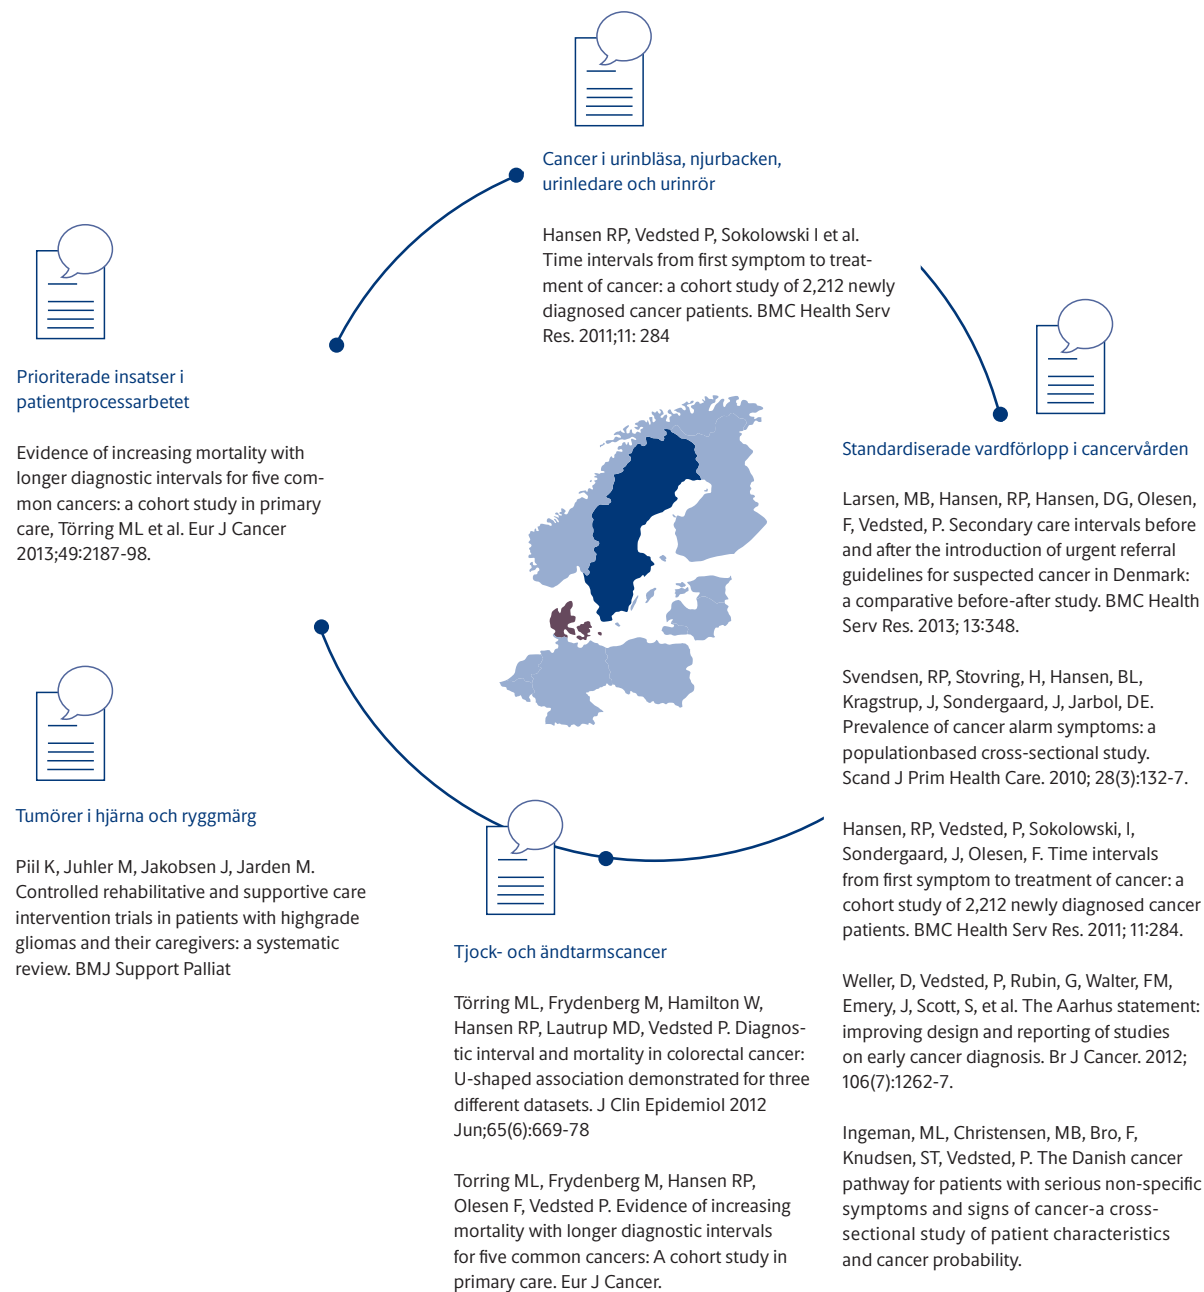 Cancer i urinbläsa, njurbacken,
urinledare och urinrör
Hansen RP, Vedsted P, Sokolowski I et al.
Time intervals from first symptom to treat-
ment of cancer: a cohort study of 2,212 newly
diagnosed cancer patients. BMC Health Serv
Res. 2011;11: 284
Prioriterade insatser i
patientprocessarbetet
Evidence of increasing mortality with
longer diagnostic intervals for five com-
mon cancers: a cohort study in primary
care, Törring ML et al. Eur J Cancer
2013;49:2187-98.
Standardiserade vardförlopp i cancervården
Larsen, MB, Hansen, RP, Hansen, DG, Olesen,
F, Vedsted, P. Secondary care intervals before
and after the introduction of urgent referral
guidelines for suspected cancer in Denmark:
a comparative before-after study. BMC Health
Serv Res. 2013; 13:348.
Svendsen, RP, Stovring, H, Hansen, BL,
Kragstrup, J, Sondergaard, J, Jarbol, DE.
Prevalence of cancer alarm symptoms: a
populationbased cross-sectional study.
Scand J Prim Health Care. 2010; 28(3):132-7.
Hansen, RP, Vedsted, P, Sokolowski, I,
Sondergaard, J, Olesen, F. Time intervals
from first symptom to treatment of cancer: a
cohort study of 2,212 newly diagnosed cancer
patients. BMC Health Serv Res. 2011; 11:284.
Weller, D, Vedsted, P, Rubin, G, Walter, FM,
Emery, J, Scott, S, et al. The Aarhus statement:
improving design and reporting of studies
on early cancer diagnosis. Br J Cancer. 2012;
106(7):1262-7.
Ingeman, ML, Christensen, MB, Bro, F,
Knudsen, ST, Vedsted, P. The Danish cancer
pathway for patients with serious non-specific
symptoms and signs of cancer-a cross-
sectional study of patient characteristics
and cancer probability.
Tumörer i hjärna och ryggmärg
Piil K, Juhler M, Jakobsen J, Jarden M.
Controlled rehabilitative and supportive care
intervention trials in patients with highgrade
gliomas and their caregivers: a systematic
review. BMJ Support Palliat
Tjock- och ändtarmscancer
Törring ML, Frydenberg M, Hamilton W,
Hansen RP, Lautrup MD, Vedsted P. Diagnos-
tic interval and mortality in colorectal cancer:
U-shaped association demonstrated for three
different datasets. J Clin Epidemiol 2012
Jun;65(6):669-78
Torring ML, Frydenberg M, Hansen RP,
Olesen F, Vedsted P. Evidence of increasing
mortality with longer diagnostic intervals
for five common cancers: A cohort study in
primary care. Eur J Cancer.